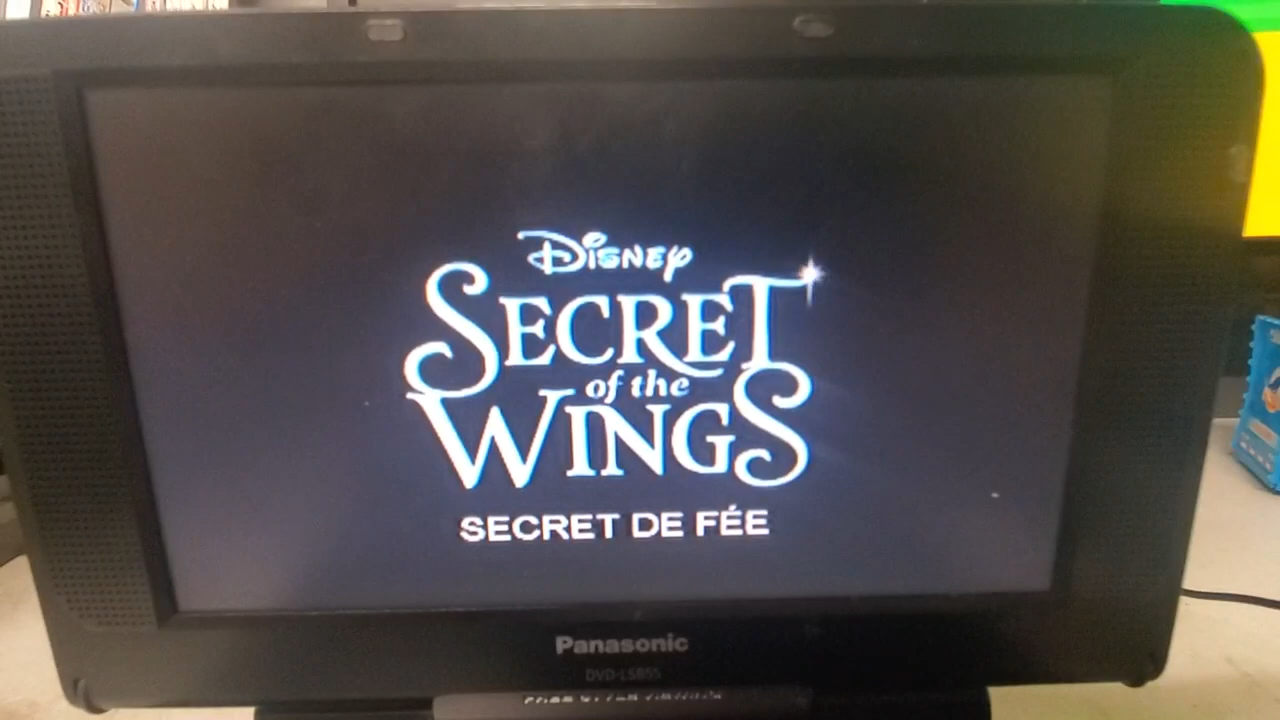 Disney
SECRET
of the
WINGS
SECRET DE FÉE
Panasonic